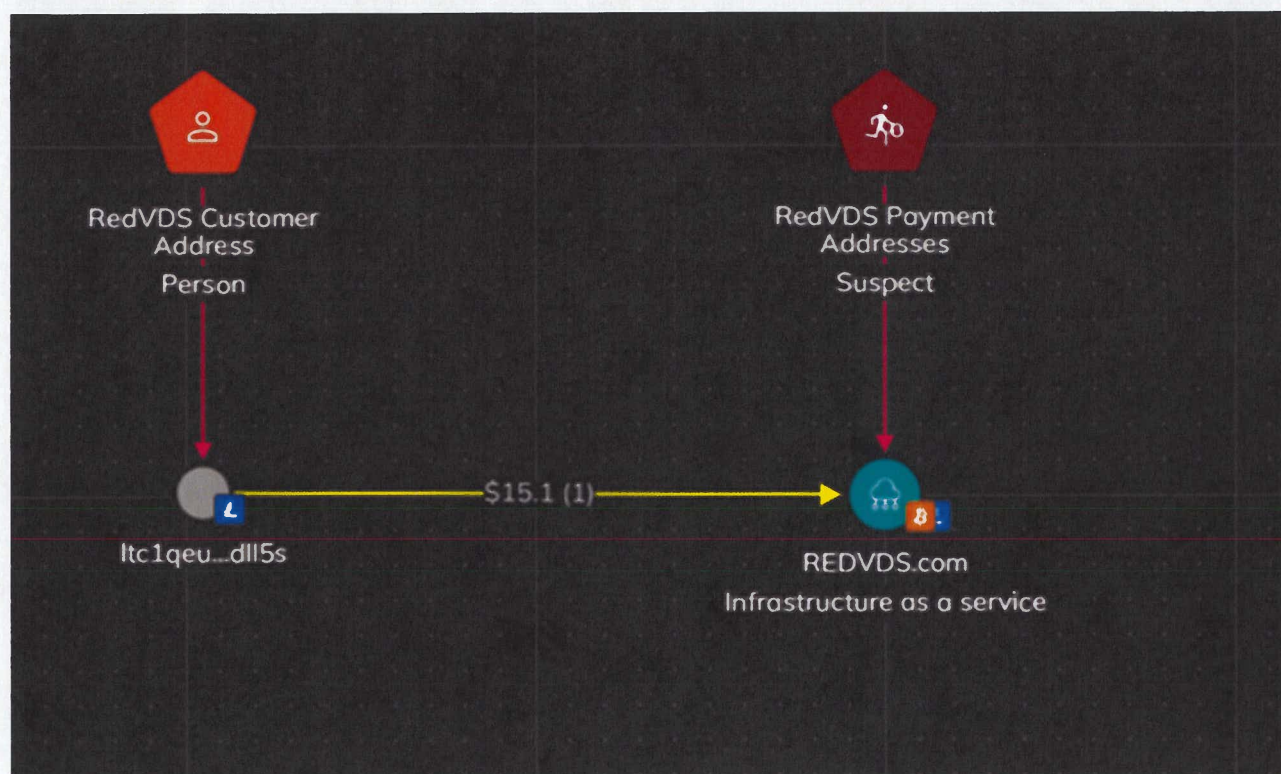 RedVDS Customer
Address
Person
RedVDS Payment
Addresses
Suspect
$15.1 (1)
ltc1qeu...dll5s
REDVDS.com
Infrastructure as a service